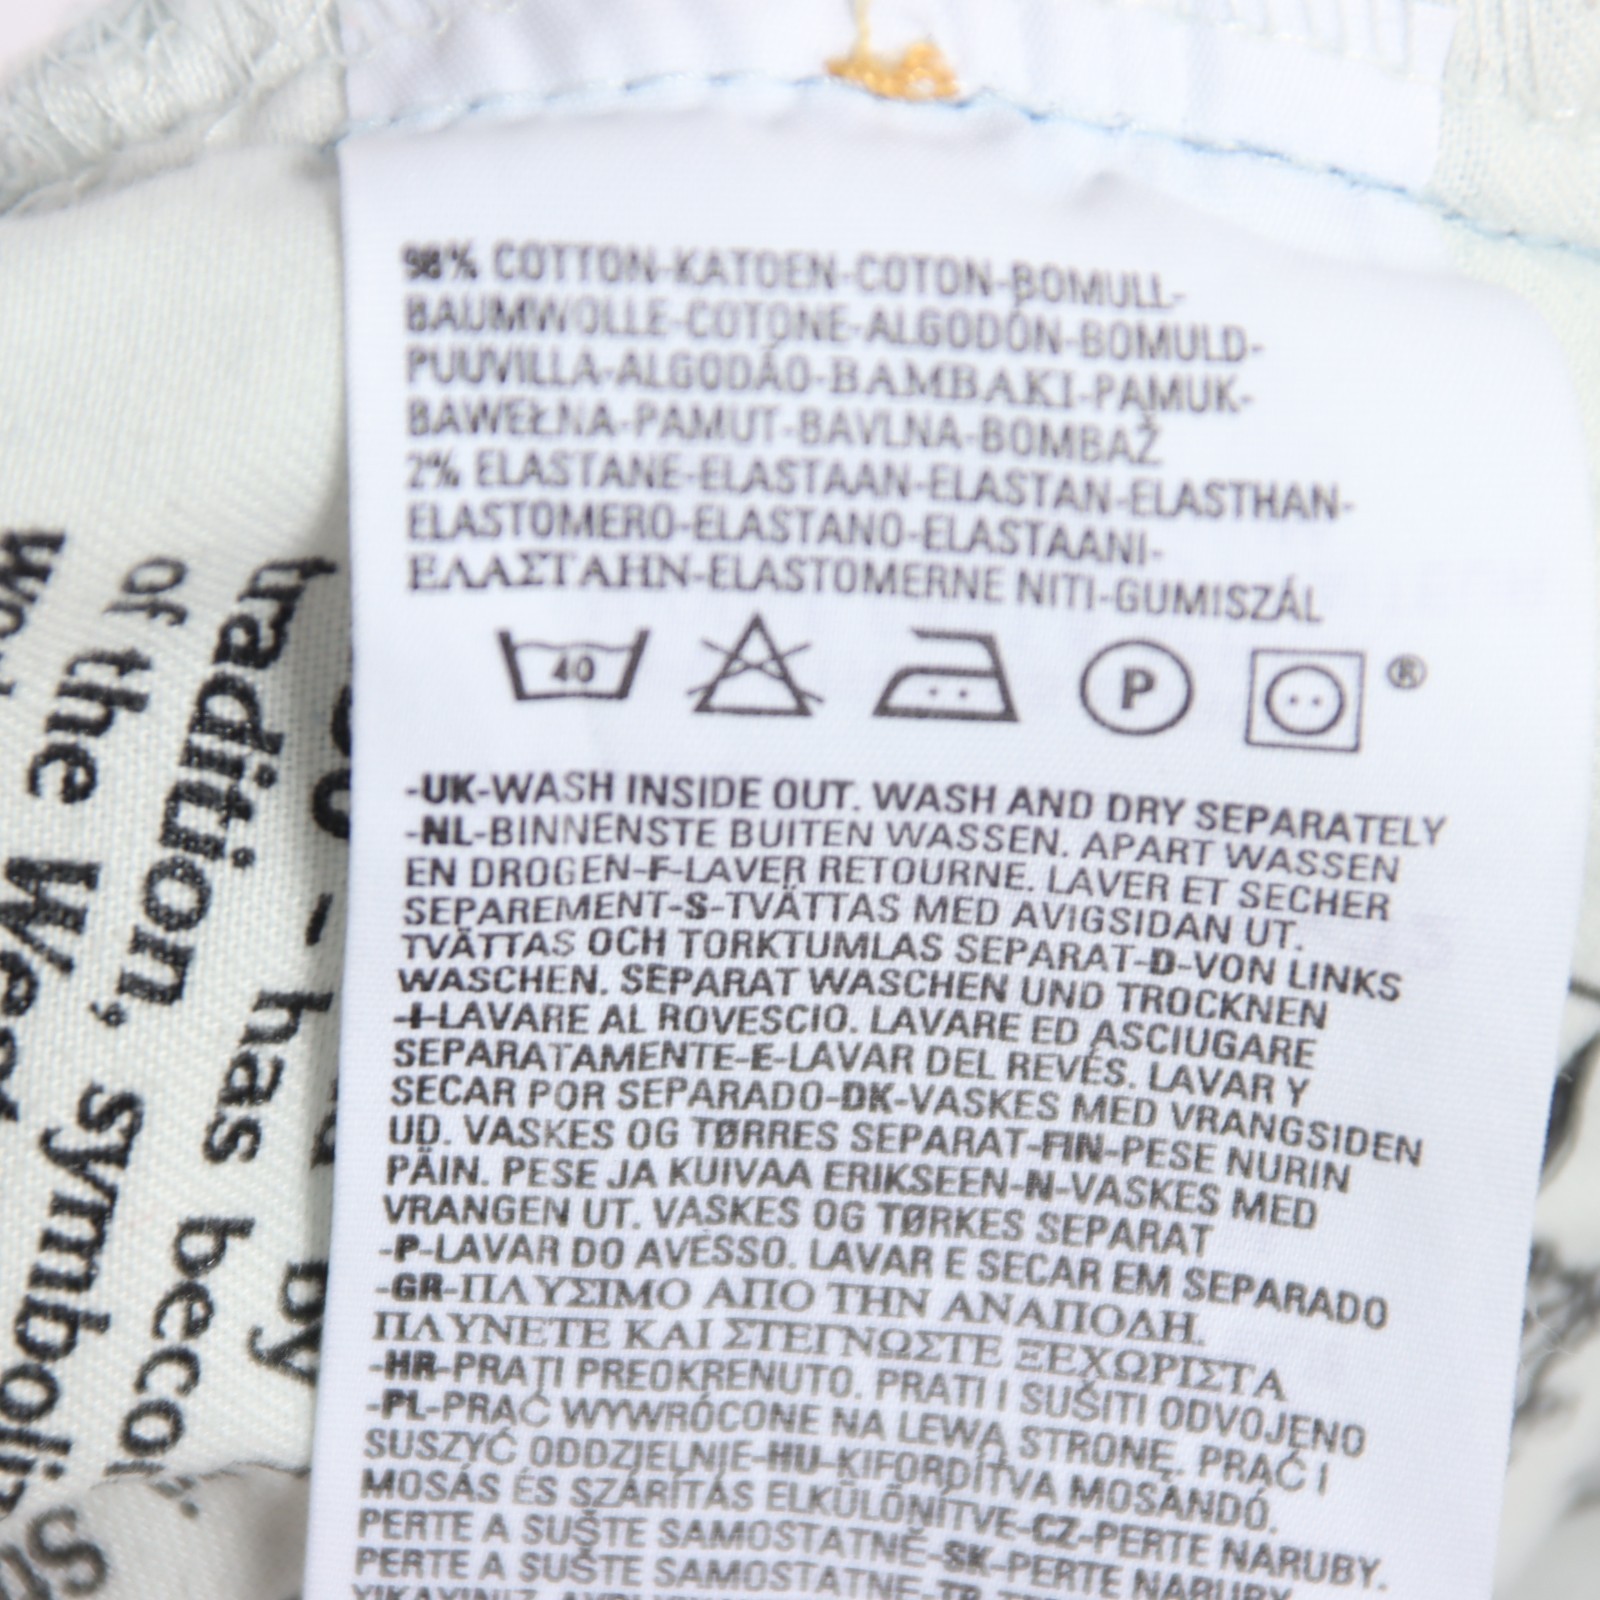 98% COTTON-KATOEN-COTON-BOMULL-
BAUMWOLLE-COTONE-ALGODÓN-BOMULD-
PUUVILLA-ALGODÃO-BAMBAKI-PAMUK-
BAWEŁNA-PAMUT-BAVLNA-BOMBAŽ
2% ELASTANE-ELASTAAN-ELASTAN-ELASTHAN-
ELASTOMERO-ELASTANO-ELASTAANI-
ΕΛΑΣΤΑΗΝ-ELASTOMERNE NITI-GUMISZÁL
40
P
®
-UK-WASH INSIDE OUT. WASH AND DRY SEPARATELY
-NL-BINNENSTE BUITEN WASSEN. APART WASSEN
EN DROGEN-F-LAVER RETOURNE. LAVER ET SECHER
SEPAREMENT-S-TVÄTTAS MED AVIGSIDAN UT.
TVÄTTAS OCH TORKTUMLAS SEPARAT-D-VON LINKS
WASCHEN. SEPARAT WASCHEN UND TROCKNEN
-I-LAVARE AL ROVESCIO. LAVARE ED ASCIUGARE
SEPARATAMENTE-E-LAVAR DEL REVÉS. LAVAR Y
SECAR POR SEPARADO-DK-VASKES MED VRANGSIDEN
UD. VASKES OG TØRRES SEPARAT-FIN-PESE NURIN
PÄIN. PESE JA KUIVAA ERIKSEEN-N-VASKES MED
VRANGEN UT. VASKES OG TØRKES SEPARAT
-P-LAVAR DO AVESSO. LAVAR E SECAR EM SEPARADO
-GR-ΠΛΥΣΙΜΟ ΑΠΟ ΤΗΝ ΑΝΑΠΟΔΗ.
ΠΛΥΝΕΤΕ ΚΑΙ ΣΤΕΓΝΩΣΤΕ ΞΕΧΩΡΙΣΤΑ
-HR-PRATI PREOKRENUTO. PRATI I SUŠITI ODVOJENO
-PL-PRAĆ WYWRÓCONE NA LEWĄ STRONĘ. PRAĆ I
SUSZYĆ ODDZIELNIE-HU-KIFORDÍTVA MOSANDÓ.
MOSÁS ÉS SZÁRÍTÁS ELKÜLÖNÍTVE-CZ-PERTE NARUBY.
PERTE A SUŠTE SAMOSTATNĚ-SK-PERTE NARUBY.
PERTE A SUŠTE SAMOSTATNE-TR-
tradition, symboli
of the West
has beco
by